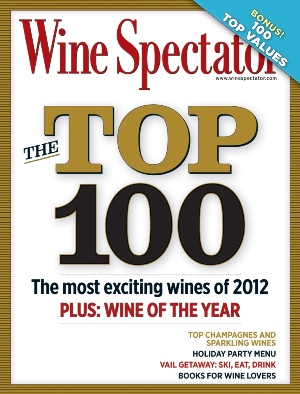 BONUS! 100
TOP VALUES
Wine Spectator
www.winespectator.com
THE TOP
100
The most exciting wines of 2012
PLUS: WINE OF THE YEAR
TOP CHAMPAGNES AND
SPARKLING WINES
HOLIDAY PARTY MENU
VAIL GETAWAY: SKI, EAT, DRINK
BOOKS FOR WINE LOVERS